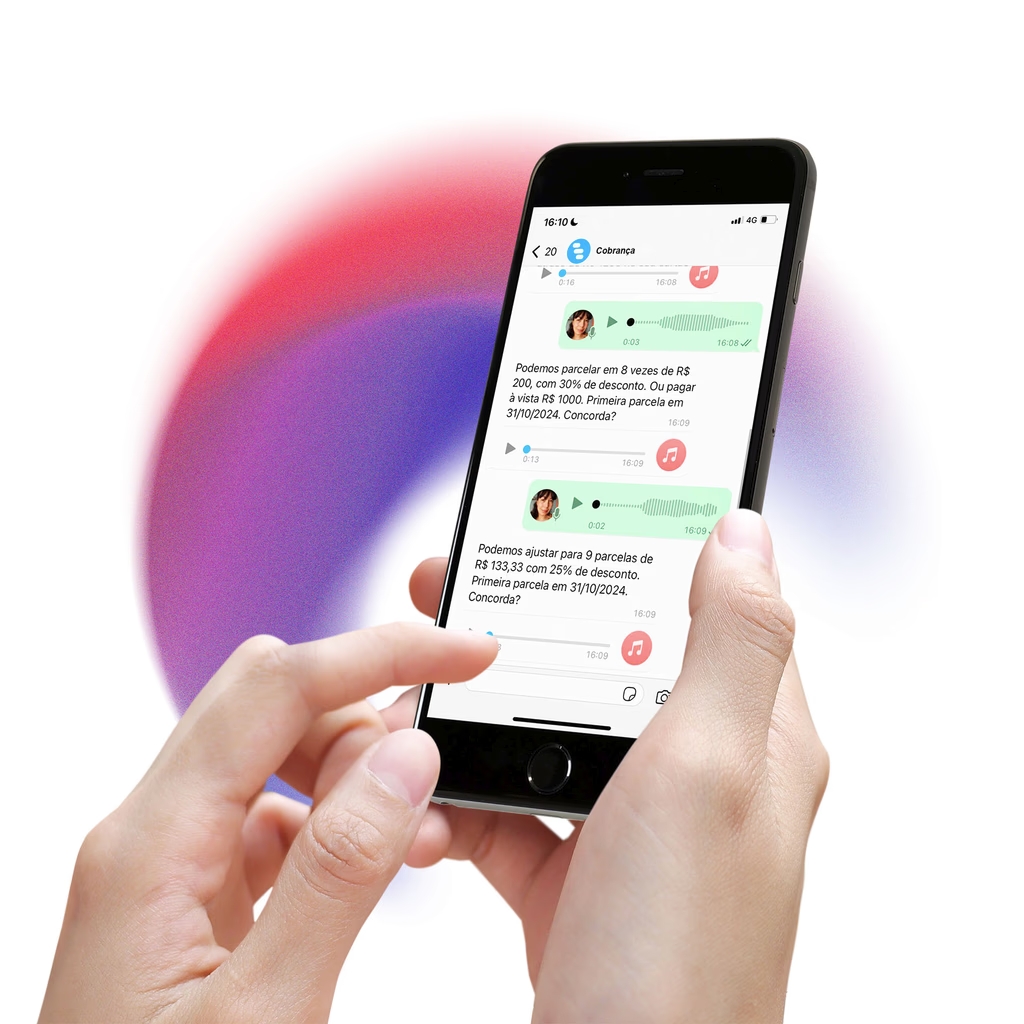 16:10
4G
20
Cobrança
0:16
16:08
0:03
16:08
Podemos parcelar em 8 vezes de R$
200, com 30% de desconto. Ou pagar
à vista R$ 1000. Primeira parcela em
31/10/2024. Concorda?
16:09
0:13
16:09
0:02
16:09
Podemos ajustar para 9 parcelas de
R$ 133,33 com 25% de desconto.
Primeira parcela em 31/10/2024.
Concorda?
16:09
16:09